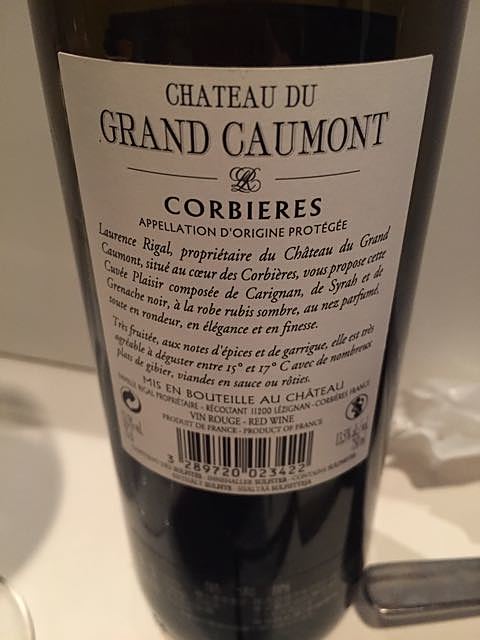 CHATEAU DU
GRAND CAUMONT
LR
CORBIERES
APPELLATION D'ORIGINE PROTÉGÉE
Laurence Rigal, propriétaire du Château du Grand
Caumont, situé au cœur des Corbières, vous propose cette
Cuvée Plaisir composée de Carignan, de Syrah et de
Grenache noir, à la robe rubis sombre, au nez parfumé,
toute en rondeur, en élégance et en finesse.
Très fruitée, aux notes d'épices et de garrigue, elle est très
agréable à déguster entre 15° et 17° C avec de nombreux
plats de gibier, viandes en sauce ou rôties.
MIS EN BOUTEILLE AU CHÂTEAU
FAMILLE RIGAL PROPRIÉTAIRE - RÉCOLTANT 11200 LÉZIGNAN - CORBIÈRES FRANCE
VIN ROUGE - RED WINE
PRODUIT DE FRANCE - PRODUCT OF FRANCE
3 289720 023422